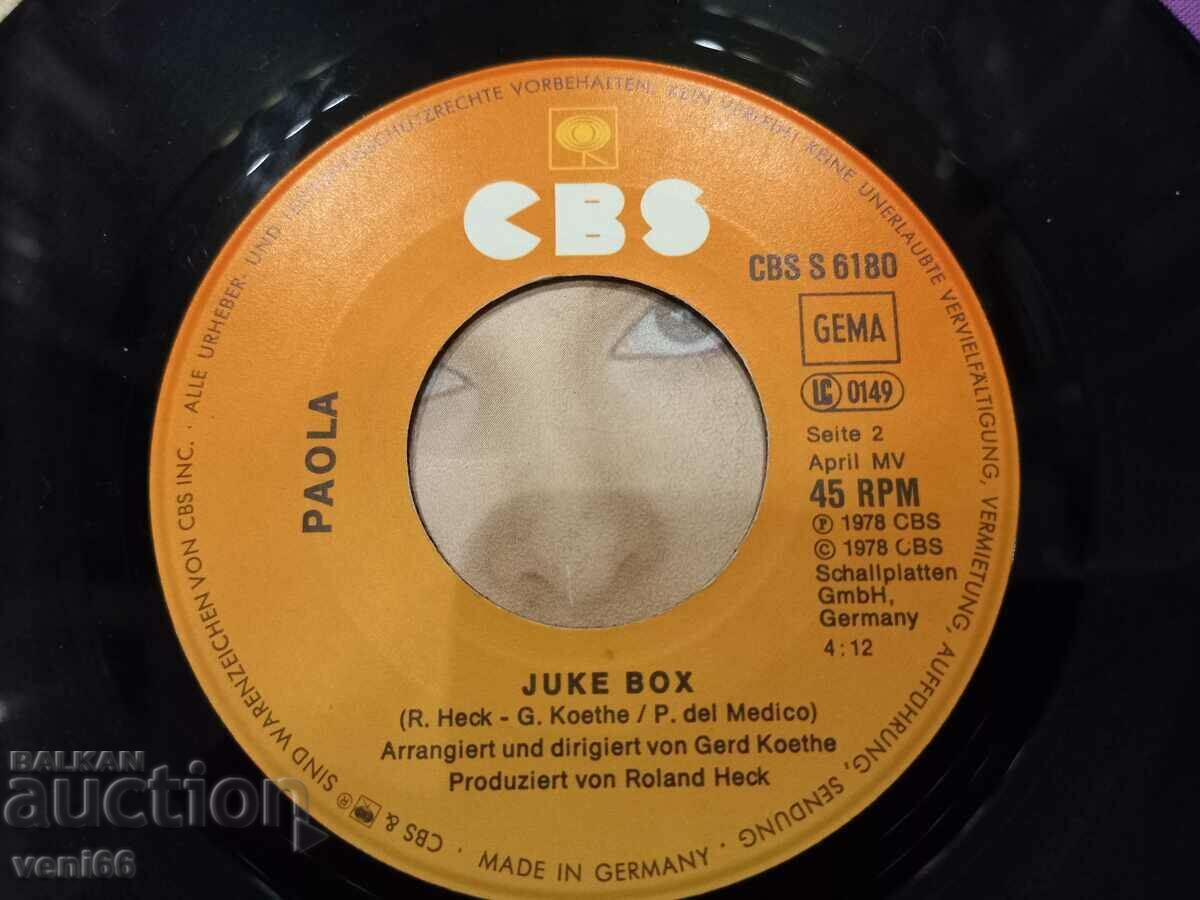 CBS
CBS S 6180
GEMA
LC 0149
Seite 2
April MV
45 RPM
Ⓟ 1978 CBS
© 1978 CBS
Schallplatten
GmbH,
Germany
4:12
PAOLA
JUKE BOX
(R. Heck - G. Koethe / P. del Medico)
Arrangiert und dirigiert von Gerd Koethe
Produziert von Roland Heck
CBS & ® SIND WARENZEICHEN VON CBS INC. · ALLE URHEBER- UND LEISTUNGSSCHUTZRECHTE VORBEHALTEN. KEIN VERLEIH! KEINE UNERLAUBTE VERVIELFÄLTIGUNG, VERMIETUNG, AUFFÜHRUNG, SENDUNG · MADE IN GERMANY ·
BALKAN
auction
veni66